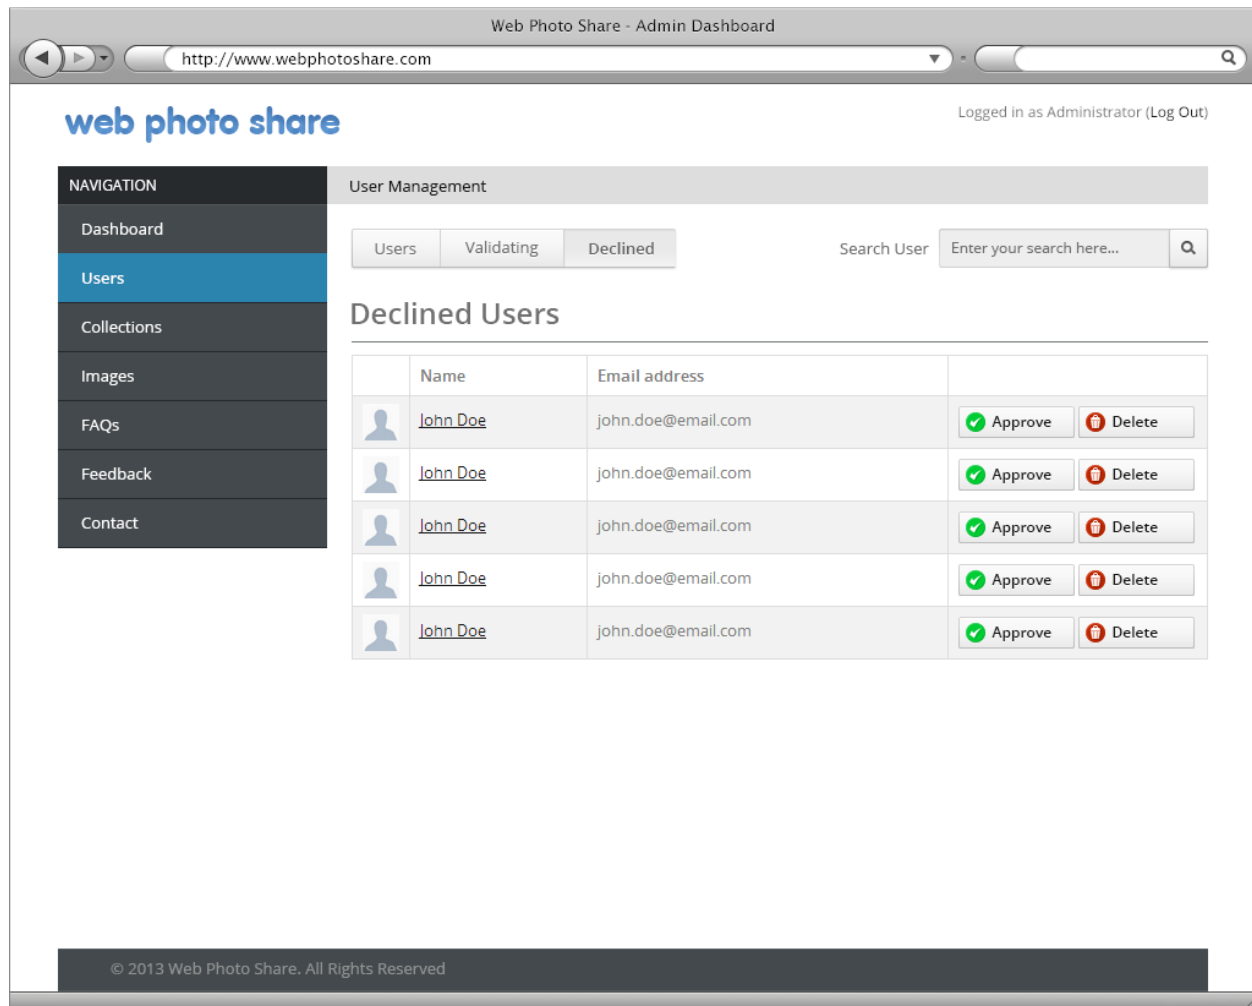 Web Photo Share - Admin Dashboard
http://www.webphotoshare.com
web photo share
Logged in as Administrator (Log Out)
NAVIGATION
Dashboard
Users
Collections
Images
FAQs
Feedback
Contact
User Management
Users Validating Declined Search User Enter your search here...
Declined Users
Name Email address
John Doe john.doe@email.com Approve Delete
John Doe john.doe@email.com Approve Delete
John Doe john.doe@email.com Approve Delete
John Doe john.doe@email.com Approve Delete
John Doe john.doe@email.com Approve Delete
© 2013 Web Photo Share. All Rights Reserved